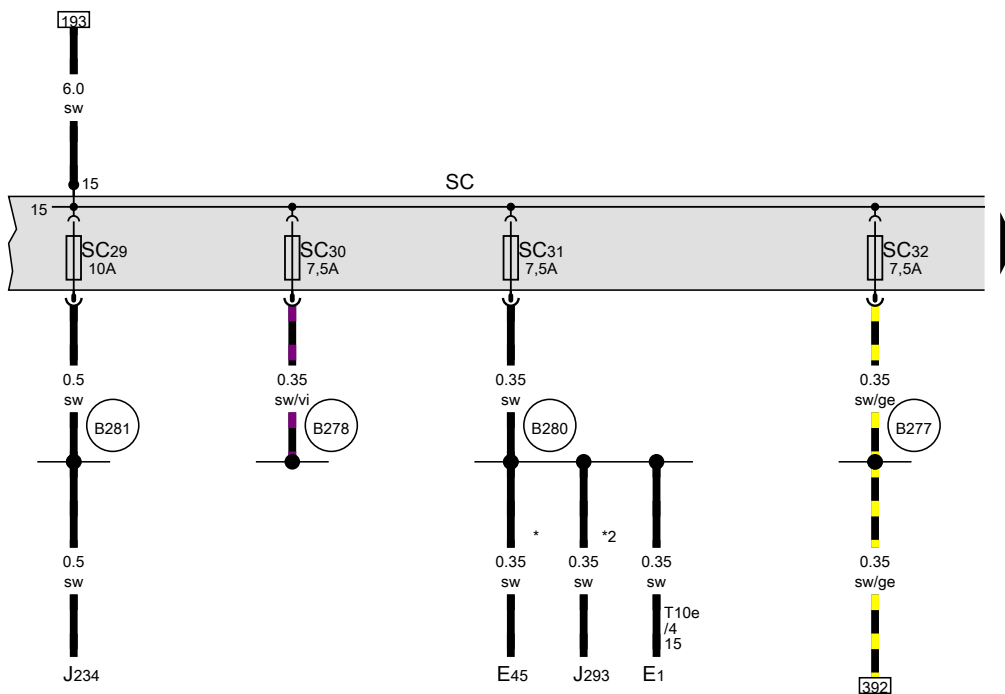 193
6.0
sw
15
SC
15
SC29
10A
SC30
7,5A
SC31
7,5A
SC32
7,5A
0.5
sw
0.35
sw/vi
0.35
sw
0.35
sw/ge
B281
B278
B280
B277
*
*2
0.5
sw
0.35
sw
0.35
sw
0.35
sw
0.35
sw/ge
T10e
/4
15
J234
E45
J293
E1
392